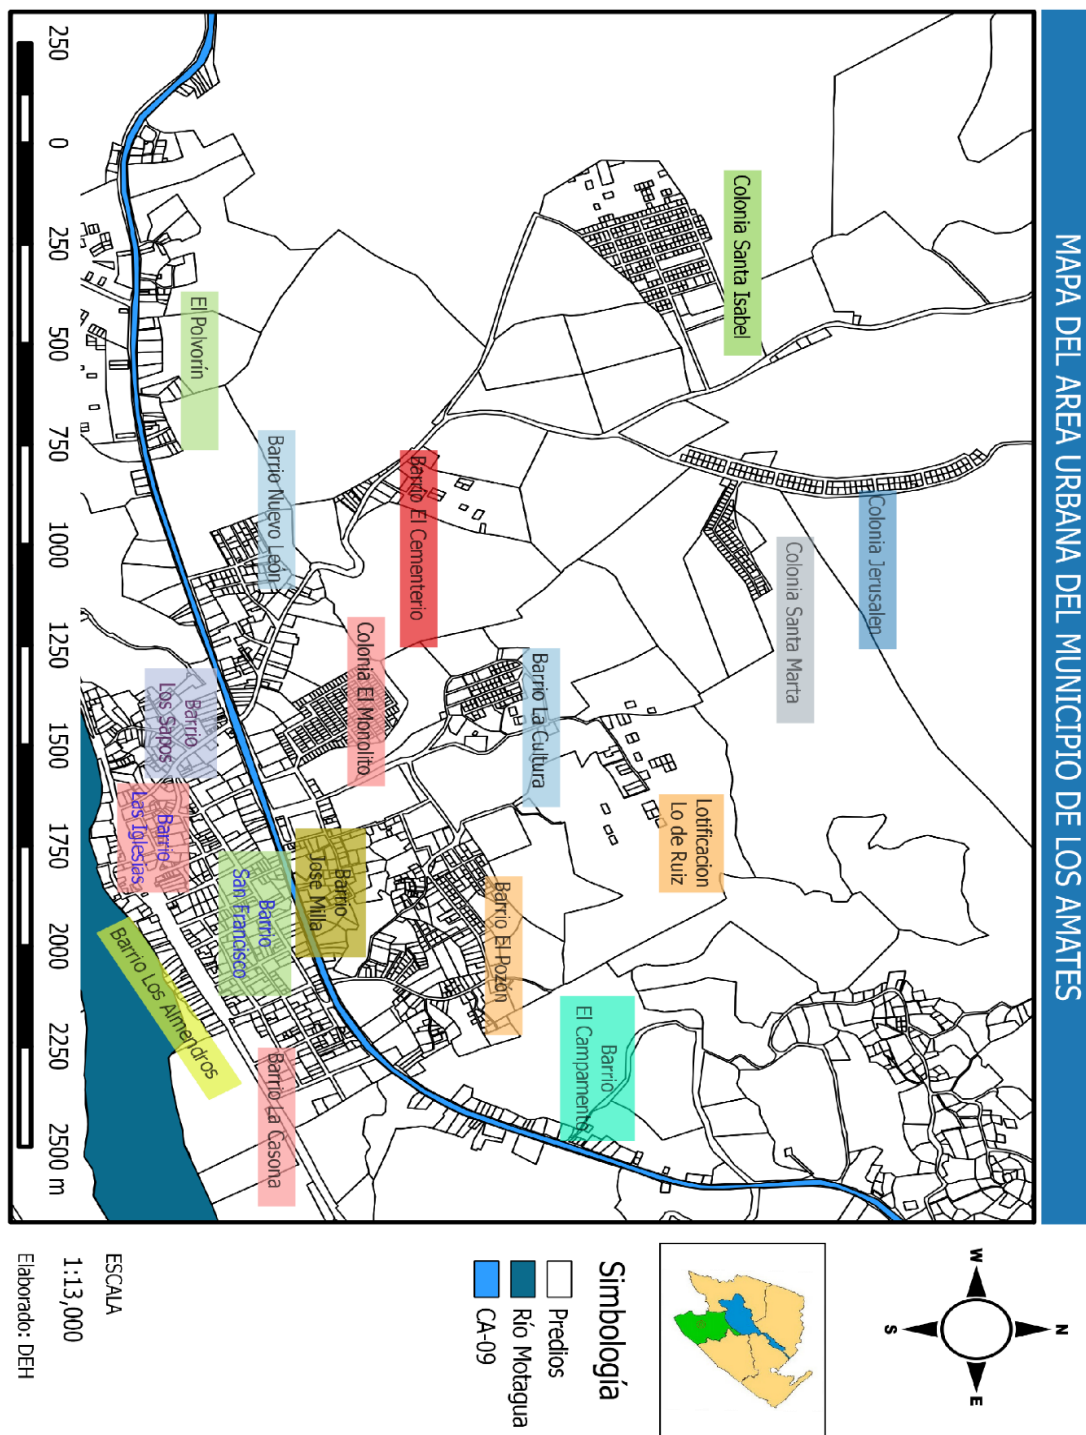 MAPA DEL AREA URBANA DEL MUNICIPIO DE LOS AMATES
Colonia Santa Isabel
Colonia Jerusalen
Colonia Santa Marta
Barrio El Cementerio
Barrio Nuevo León
El Polvorín
Colonia El Monolito
Barrio La Cultura
Lotificacion
Lo de Ruiz
Barrio El Pozón
Barrio
El Campamento
Barrio
Jose Milla
Barrio
Los Sapos
Barrio
Las Iglesias
Barrio
San Francisco
Barrio Los Almendros
Barrio La Casona
250 0 250 500 750 1000 1250 1500 1750 2000 2250 2500 m
N
W
E
S
Simbología
Predios
Río Motagua
CA-09
ESCALA
1:13,000
Elaborado: DEH